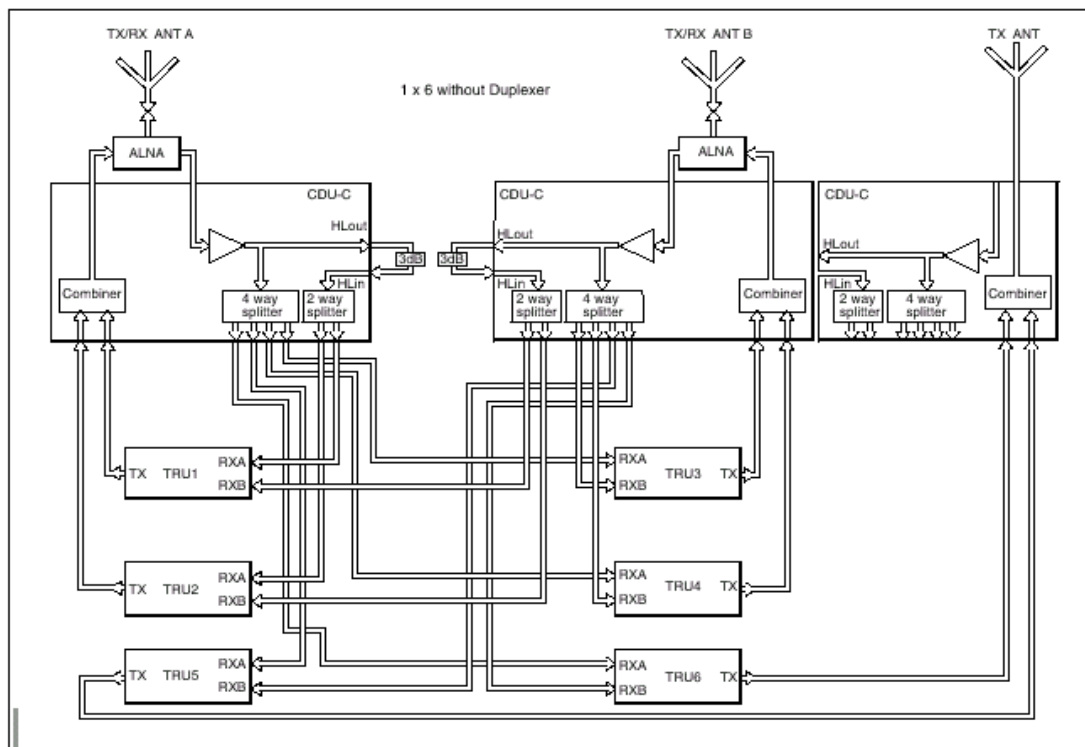 TX/RX ANT A
TX/RX ANT B
TX ANT
1 x 6 without Duplexer
ALNA
ALNA
CDU-C
CDU-C
CDU-C
HLout
HLout
HLout
3dB
3dB
HLin
HLin
HLin
Combiner
4 way
splitter
2 way
splitter
2 way
splitter
4 way
splitter
Combiner
2 way
splitter
4 way
splitter
Combiner
TX TRU1 RXA
RXB
RXA TRU3 TX
RXB
TX TRU2 RXA
RXB
RXA TRU4 TX
RXB
TX TRU5 RXA
RXB
RXA TRU6 TX
RXB